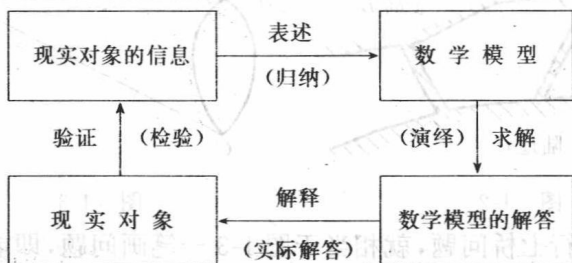 表述
现实对象的信息
数学模型
(归纳)
验证
(检验)
(演绎)
求解
解释
现实对象
数学模型的解答
(实际解答)